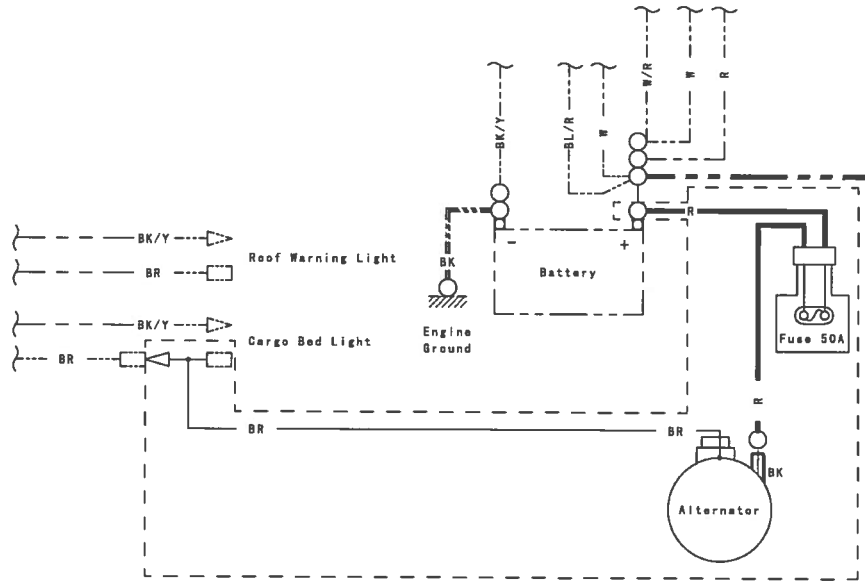 W/R
W
R
BK/Y
BL/R
W
R
BK/Y
BR
Roof Warning Light
-
+
BK
Battery
BK/Y
BR
Cargo Bed Light
Engine
Ground
Fuse 50A
R
BR
BR
BK
Alternator